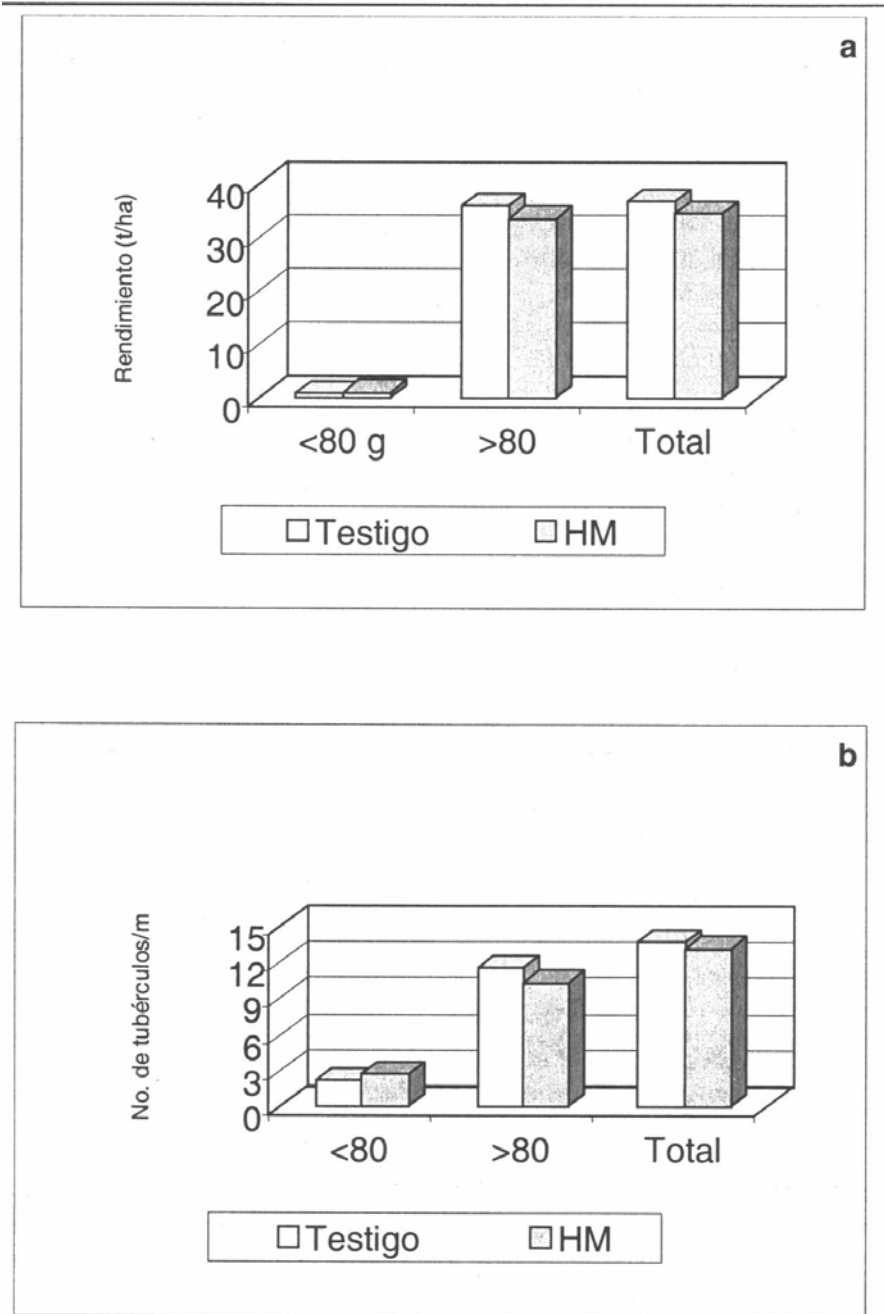 a
Rendimiento (t/ha)
40
30
20
10
0
<80 g >80 Total
Testigo HM
b
No. de tubérculos/m
15
12
9
6
3
0
<80 >80 Total
Testigo HM